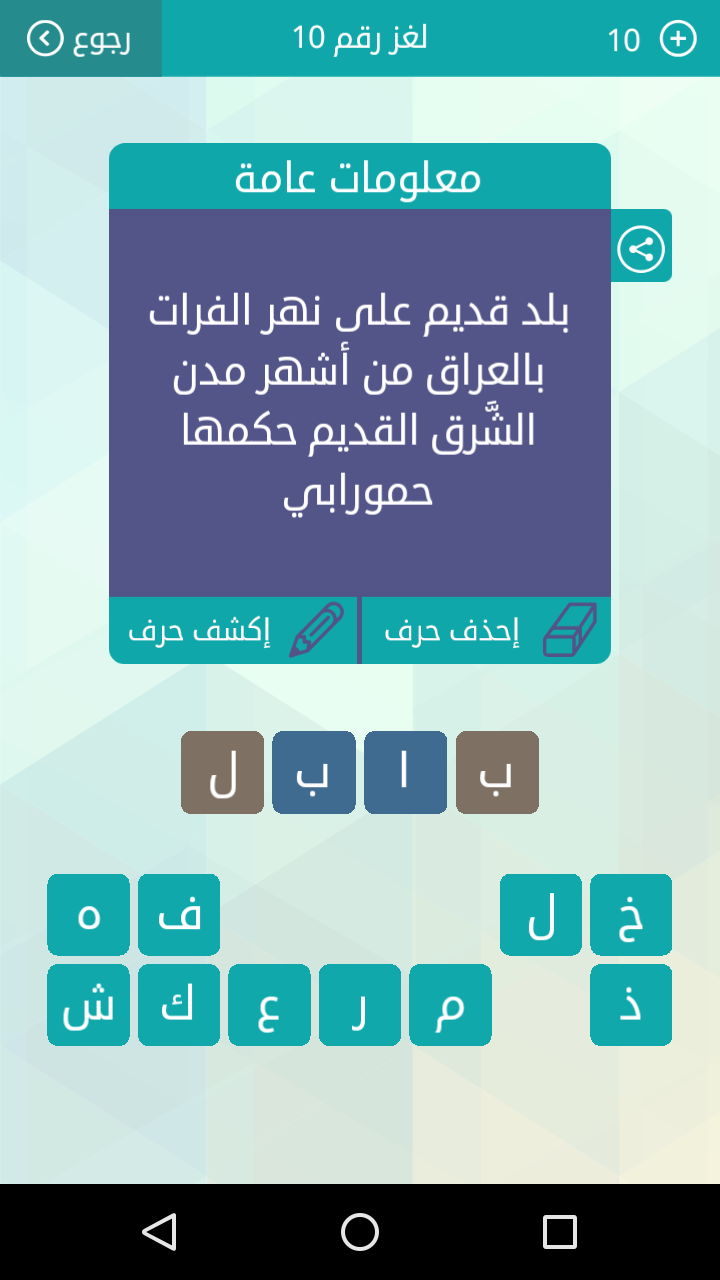 رجوع
لغز رقم 10
10
معلومات عامة
بلد قديم على نهر الفرات
بالعراق من أشهر مدن
الشَّرق القديم حكمها
حمورابي
إحذف حرف
إكشف حرف
ب ا ب ل
خ ل ف ه
ذ م ر ع ك ش